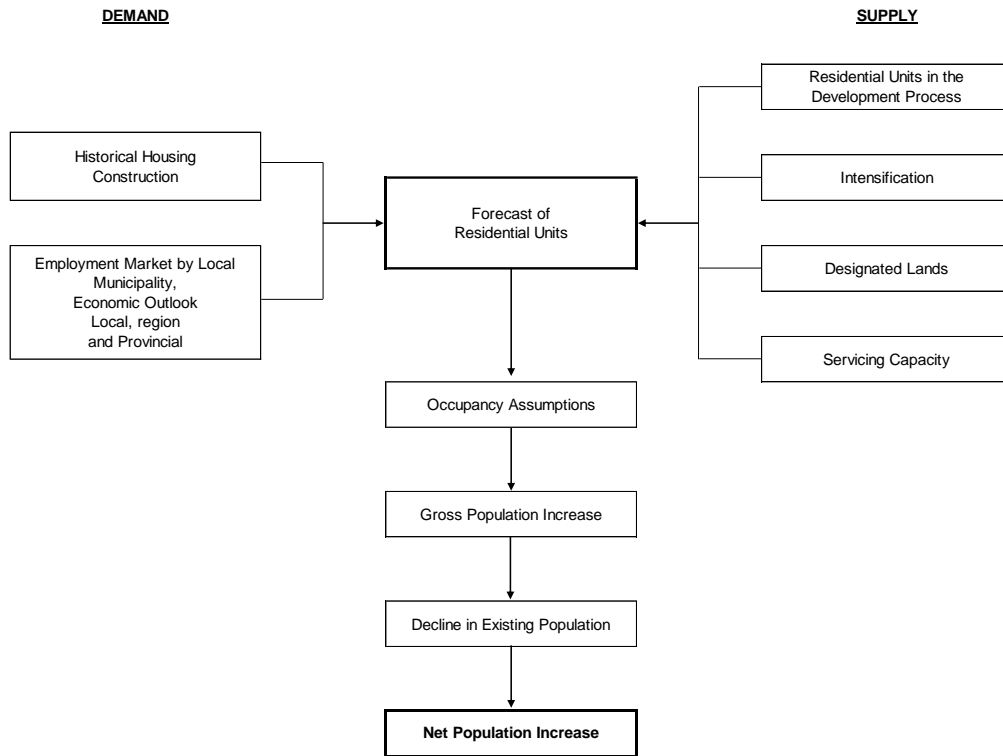 DEMAND
SUPPLY
Historical Housing
Construction
Employment Market by Local
Municipality,
Economic Outlook
Local, region
and Provincial
Forecast of
Residential Units
Residential Units in the
Development Process
Intensification
Designated Lands
Servicing Capacity
Occupancy Assumptions
Gross Population Increase
Decline in Existing Population
Net Population Increase